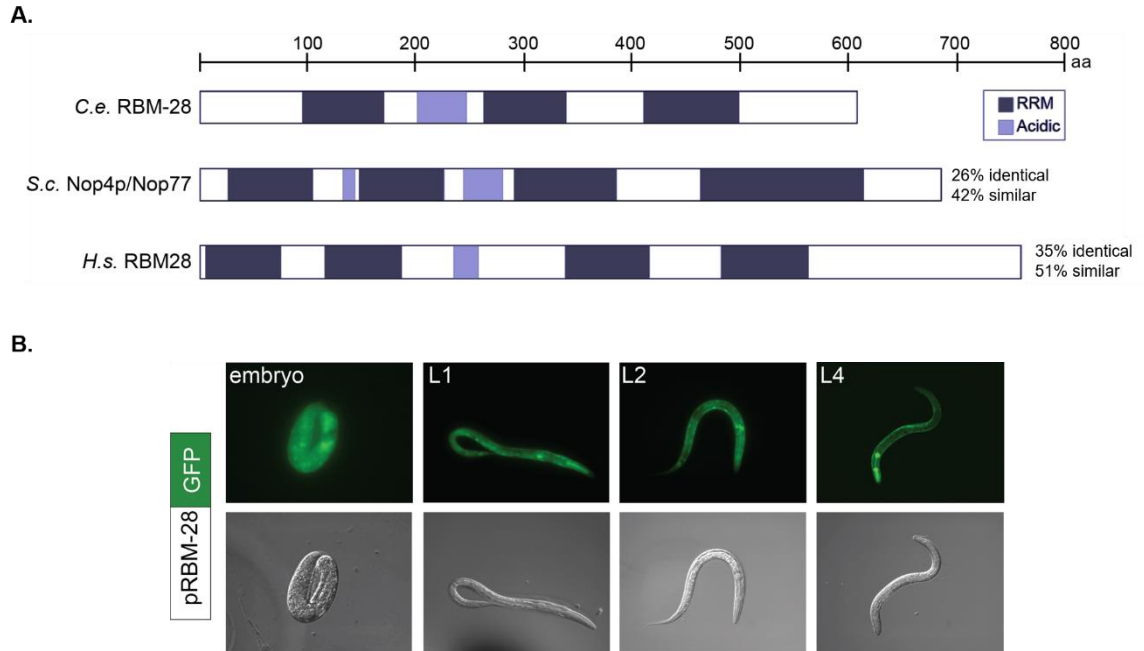 A.
100 200 300 400 500 600 700 800
aa
C.e. RBM-28
RRM
Acidic
S.c. Nop4p/Nop77
26% identical
42% similar
H.s. RBM28
35% identical
51% similar
B.
embryo L1 L2 L4
GFP
pRBM-28